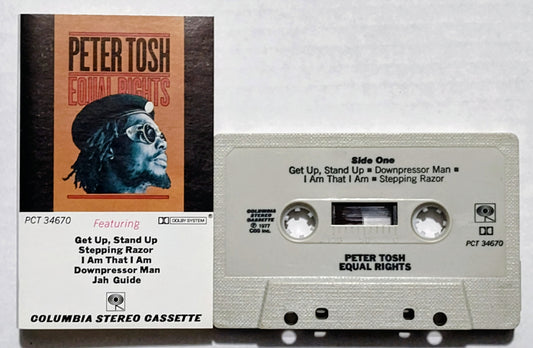 PETER TOSH
EQUAL RIGHTS
PCT 34670
DOLBY SYSTEM
Featuring
Get Up, Stand Up
Stepping Razor
I Am That I Am
Downpressor Man
Jah Guide
COLUMBIA STEREO CASSETTE
Side One
Get Up, Stand Up ■ Downpressor Man ■
I Am That I Am ■ Stepping Razor
COLUMBIA
STEREO
CASSETTE
℗ 1977
CBS Inc.
PCT 34670
PETER TOSH
EQUAL RIGHTS